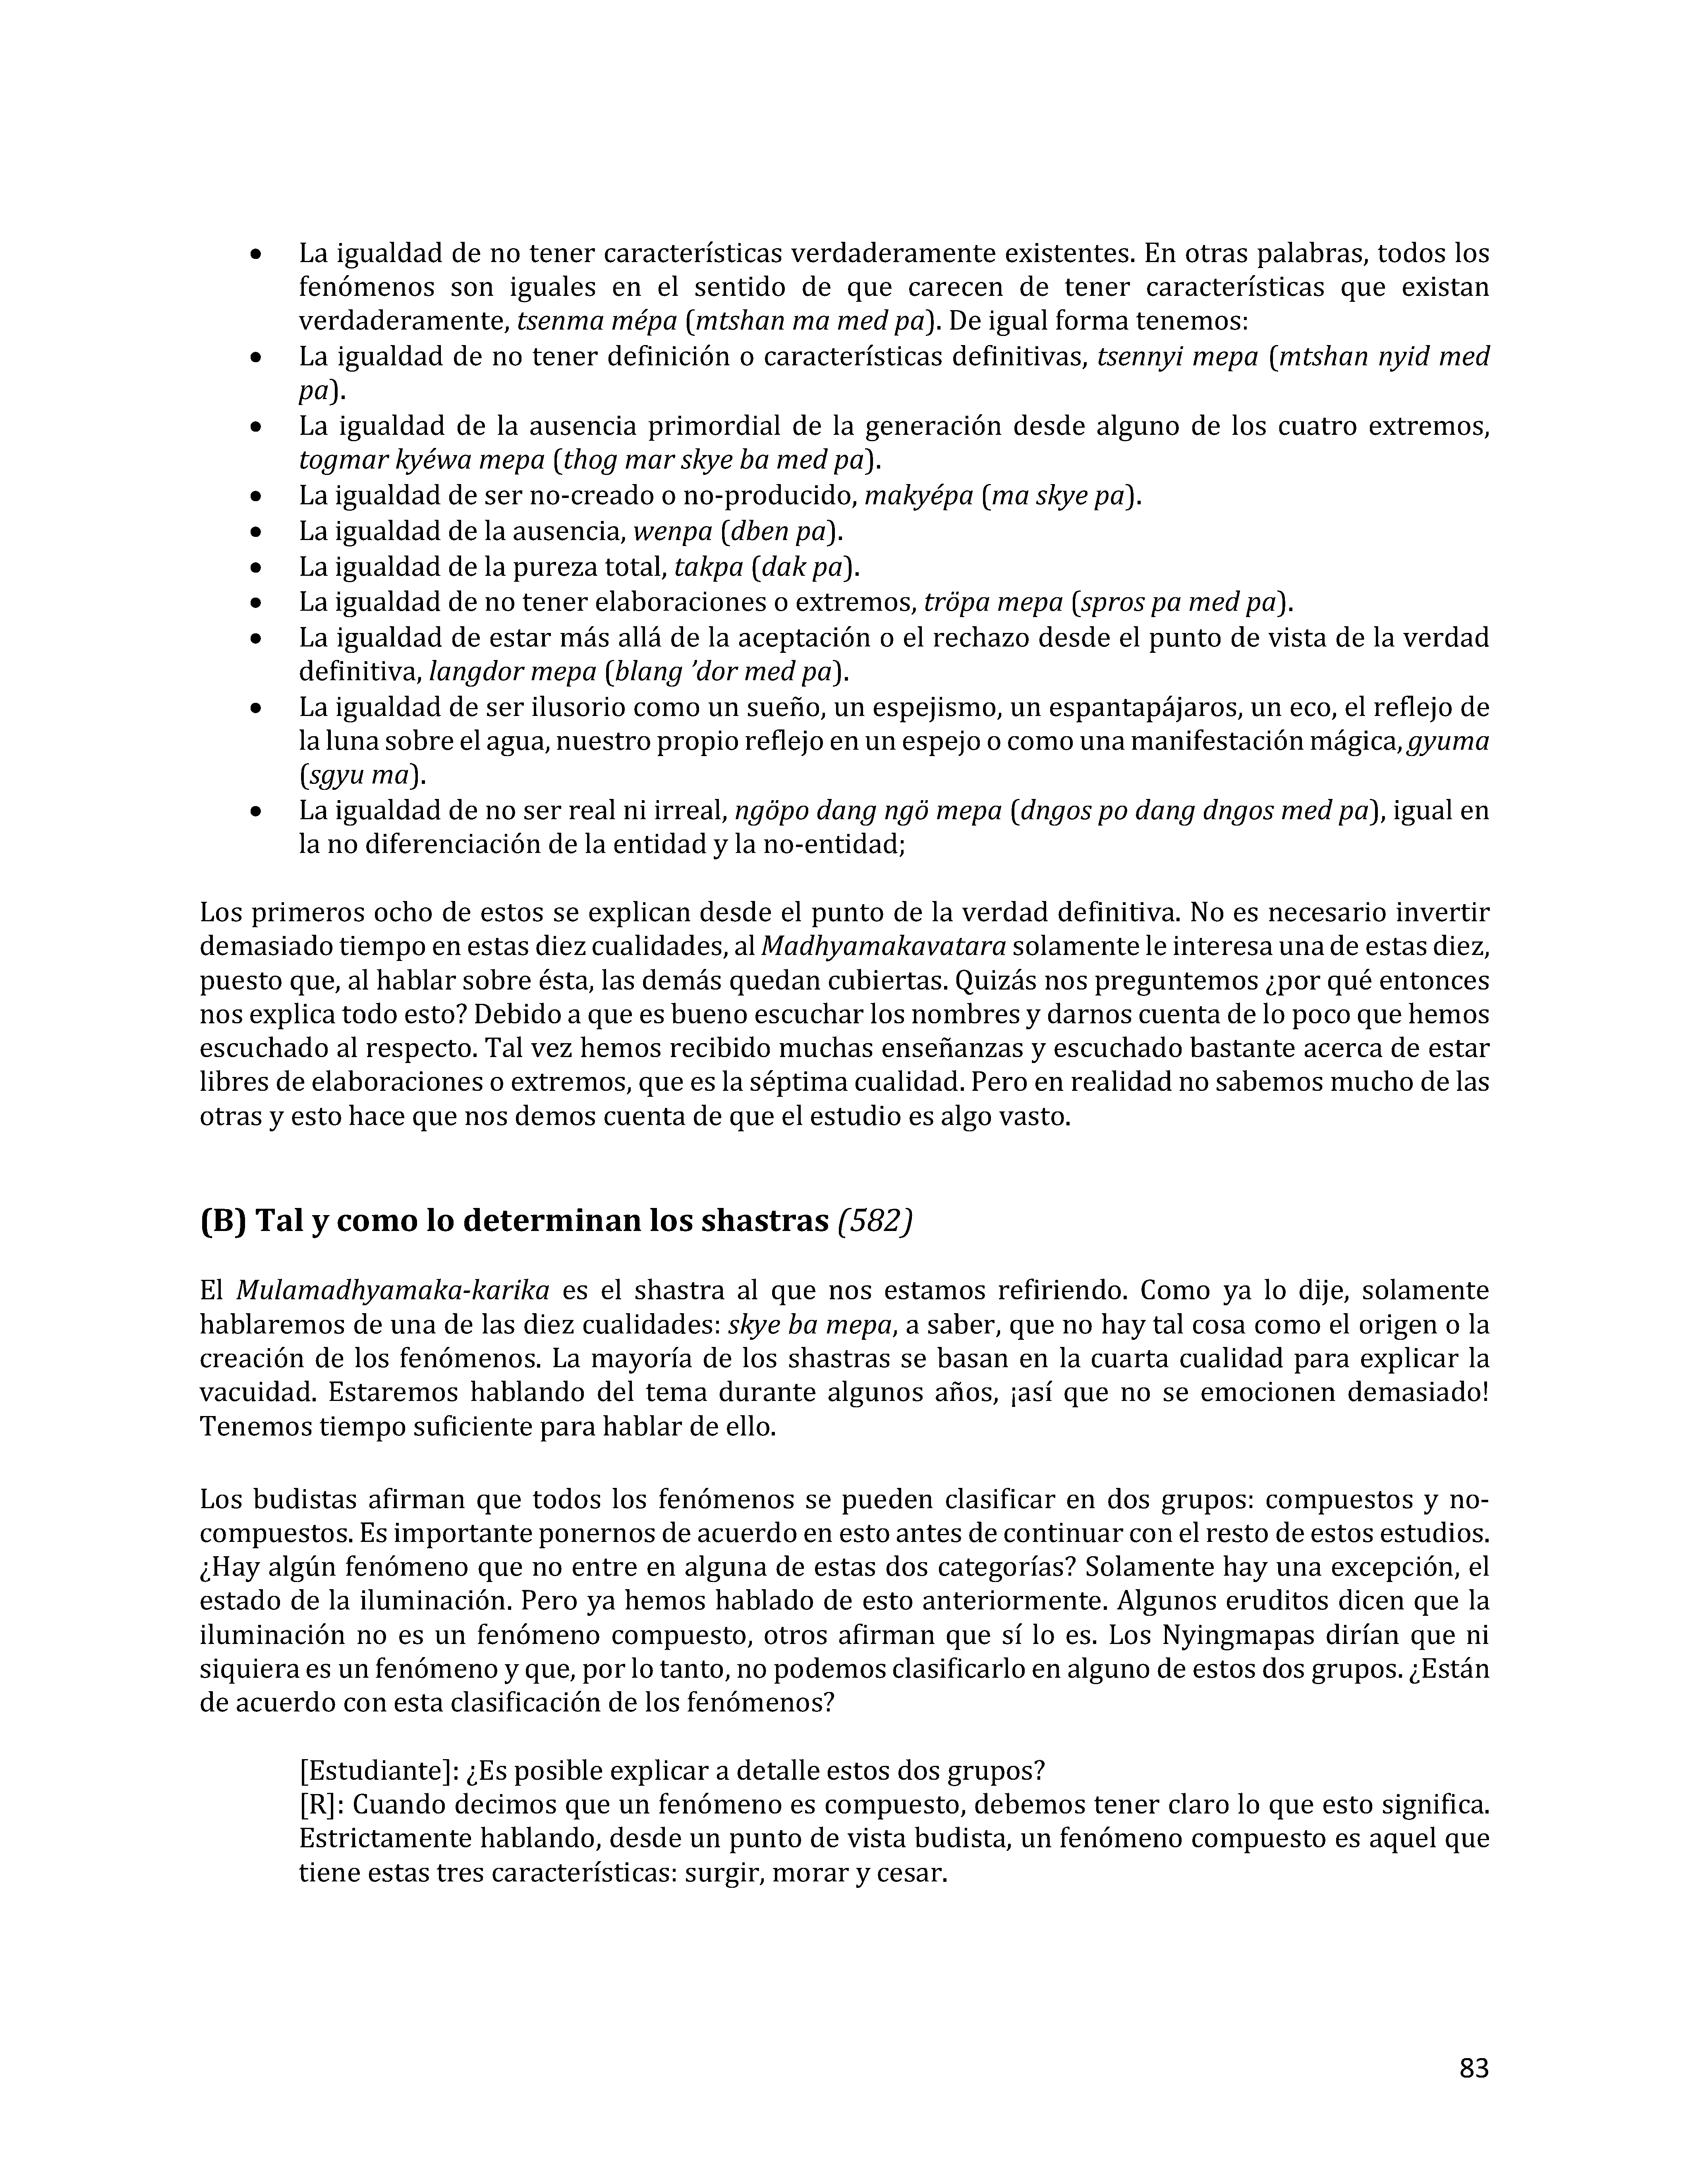 • La igualdad de no tener características verdaderamente existentes. En otras palabras, todos los
fenómenos son iguales en el sentido de que carecen de tener características que existan
verdaderamente, tsenma mépa (mtshan ma med pa). De igual forma tenemos:
• La igualdad de no tener definición o características definitivas, tsennyi mepa (mtshan nyid med
pa).
• La igualdad de la ausencia primordial de la generación desde alguno de los cuatro extremos,
togmar kyéwa mepa (thog mar skye ba med pa).
• La igualdad de ser no-creado o no-producido, makyépa (ma skye pa).
• La igualdad de la ausencia, wenpa (dben pa).
• La igualdad de la pureza total, takpa (dak pa).
• La igualdad de no tener elaboraciones o extremos, tröpa mepa (spros pa med pa).
• La igualdad de estar más allá de la aceptación o el rechazo desde el punto de vista de la verdad
definitiva, langdor mepa (blang ’dor med pa).
• La igualdad de ser ilusorio como un sueño, un espejismo, un espantapájaros, un eco, el reflejo de
la luna sobre el agua, nuestro propio reflejo en un espejo o como una manifestación mágica, gyuma
(sgyu ma).
• La igualdad de no ser real ni irreal, ngöpo dang ngö mepa (dngos po dang dngos med pa), igual en
la no diferenciación de la entidad y la no-entidad;
Los primeros ocho de estos se explican desde el punto de la verdad definitiva. No es necesario invertir
demasiado tiempo en estas diez cualidades, al Madhyamakavatara solamente le interesa una de estas diez,
puesto que, al hablar sobre ésta, las demás quedan cubiertas. Quizás nos preguntemos ¿por qué entonces
nos explica todo esto? Debido a que es bueno escuchar los nombres y darnos cuenta de lo poco que hemos
escuchado al respecto. Tal vez hemos recibido muchas enseñanzas y escuchado bastante acerca de estar
libres de elaboraciones o extremos, que es la séptima cualidad. Pero en realidad no sabemos mucho de las
otras y esto hace que nos demos cuenta de que el estudio es algo vasto.
(B) Tal y como lo determinan los shastras (582)
El Mulamadhyamaka-karika es el shastra al que nos estamos refiriendo. Como ya lo dije, solamente
hablaremos de una de las diez cualidades: skye ba mepa, a saber, que no hay tal cosa como el origen o la
creación de los fenómenos. La mayoría de los shastras se basan en la cuarta cualidad para explicar la
vacuidad. Estaremos hablando del tema durante algunos años, ¡así que no se emocionen demasiado!
Tenemos tiempo suficiente para hablar de ello.
Los budistas afirman que todos los fenómenos se pueden clasificar en dos grupos: compuestos y no-
compuestos. Es importante ponernos de acuerdo en esto antes de continuar con el resto de estos estudios.
¿Hay algún fenómeno que no entre en alguna de estas dos categorías? Solamente hay una excepción, el
estado de la iluminación. Pero ya hemos hablado de esto anteriormente. Algunos eruditos dicen que la
iluminación no es un fenómeno compuesto, otros afirman que sí lo es. Los Nyingmapas dirían que ni
siquiera es un fenómeno y que, por lo tanto, no podemos clasificarlo en alguno de estos dos grupos. ¿Están
de acuerdo con esta clasificación de los fenómenos?
[Estudiante]: ¿Es posible explicar a detalle estos dos grupos?
[R]: Cuando decimos que un fenómeno es compuesto, debemos tener claro lo que esto significa.
Estrictamente hablando, desde un punto de vista budista, un fenómeno compuesto es aquel que
tiene estas tres características: surgir, morar y cesar.
83